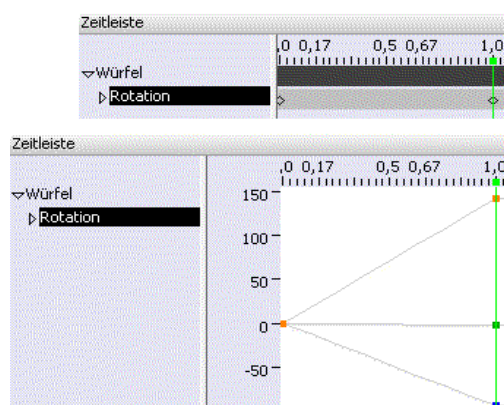 Zeitleiste
,0 0,17 0,5 0,67 1,0
Würfel
Rotation
Zeitleiste
,0 0,17 0,5 0,67 1,0
Würfel
Rotation
150
100
50
0
-50